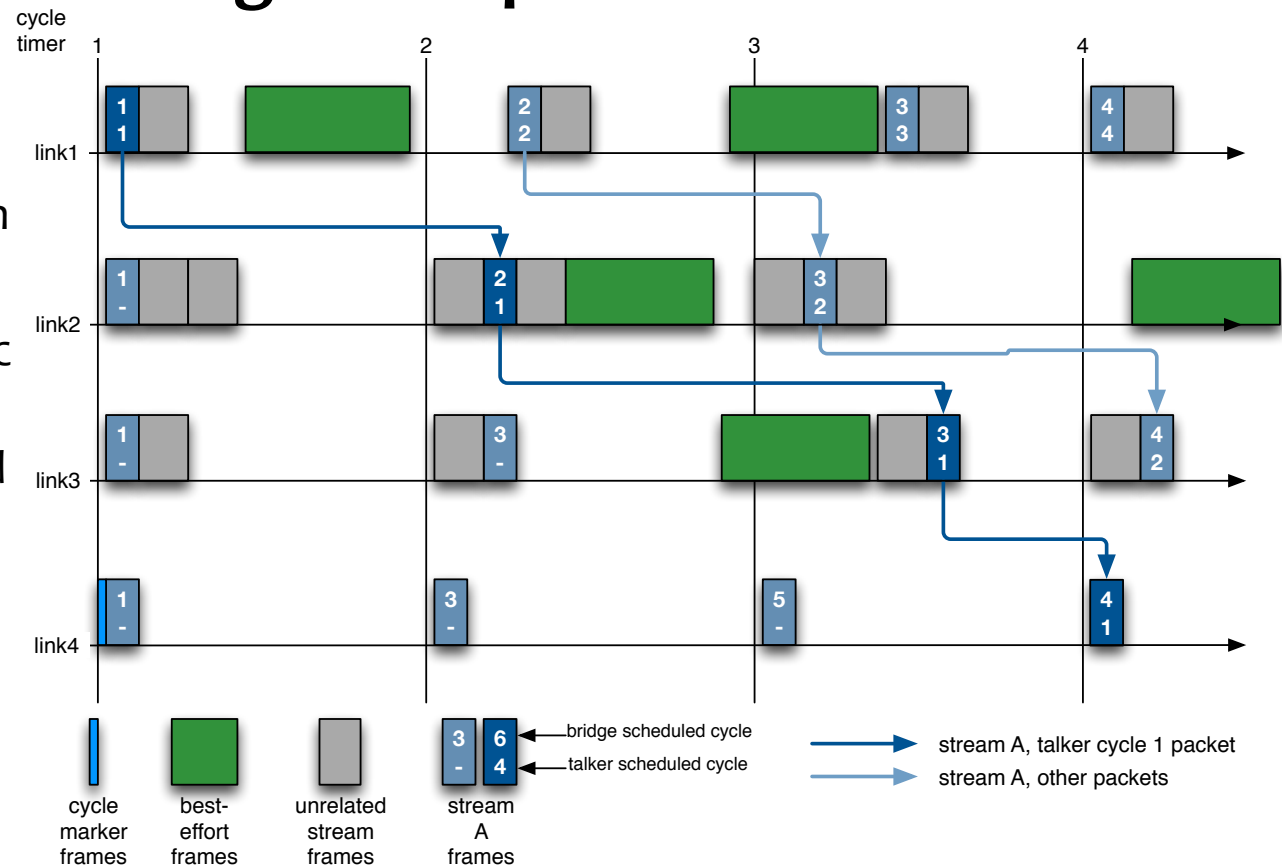 cycle
timer
1 2 3 4
1 2 3 4
1 2 3 4
link1
n
1 2 3
- 1 2
link2
c
1 3 3 4
- - 1 2
d
link3
1 3 5 4
- - - 1
link4
3 6
- 4
bridge scheduled cycle
talker scheduled cycle
cycle
marker
frames
best-
effort
frames
unrelated
stream
frames
stream
A
frames
stream A, talker cycle 1 packet
stream A, other packets